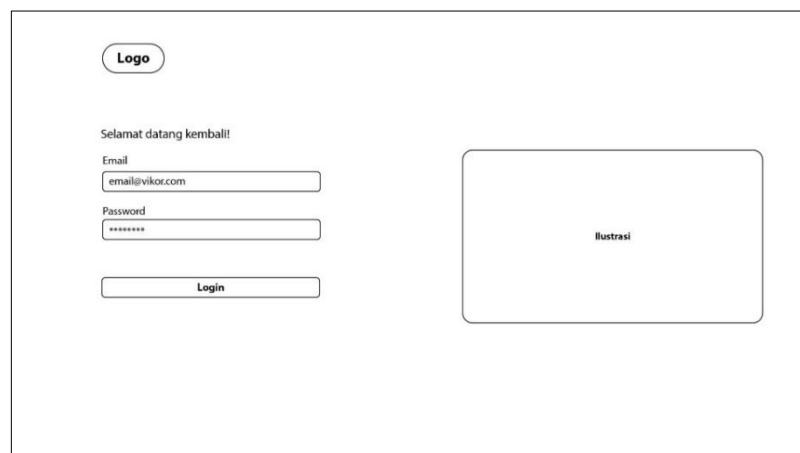 Logo
Selamat datang kembali!
Email
email@vikor.com
Password
********
Login
Ilustrasi